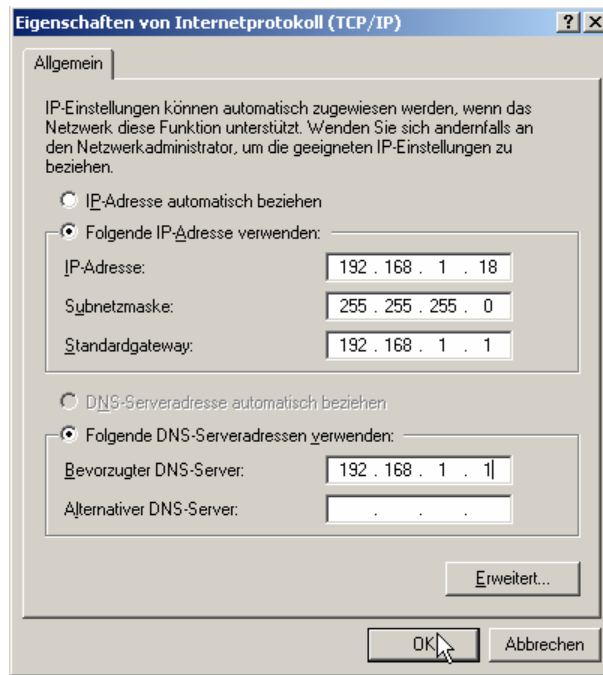 Eigenschaften von Internetprotokoll (TCP/IP)
Allgemein
IP-Einstellungen können automatisch zugewiesen werden, wenn das
Netzwerk diese Funktion unterstützt. Wenden Sie sich andernfalls an
den Netzwerkadministrator, um die geeigneten IP-Einstellungen zu
beziehen.
IP-Adresse automatisch beziehen
Folgende IP-Adresse verwenden:
IP-Adresse: 192 . 168 . 1 . 18
Subnetzmaske: 255 . 255 . 255 . 0
Standardgateway: 192 . 168 . 1 . 1
DNS-Serveradresse automatisch beziehen
Folgende DNS-Serveradressen verwenden:
Bevorzugter DNS-Server: 192 . 168 . 1 . 1
Alternativer DNS-Server: . . .
Erweitert...
OK Abbrechen